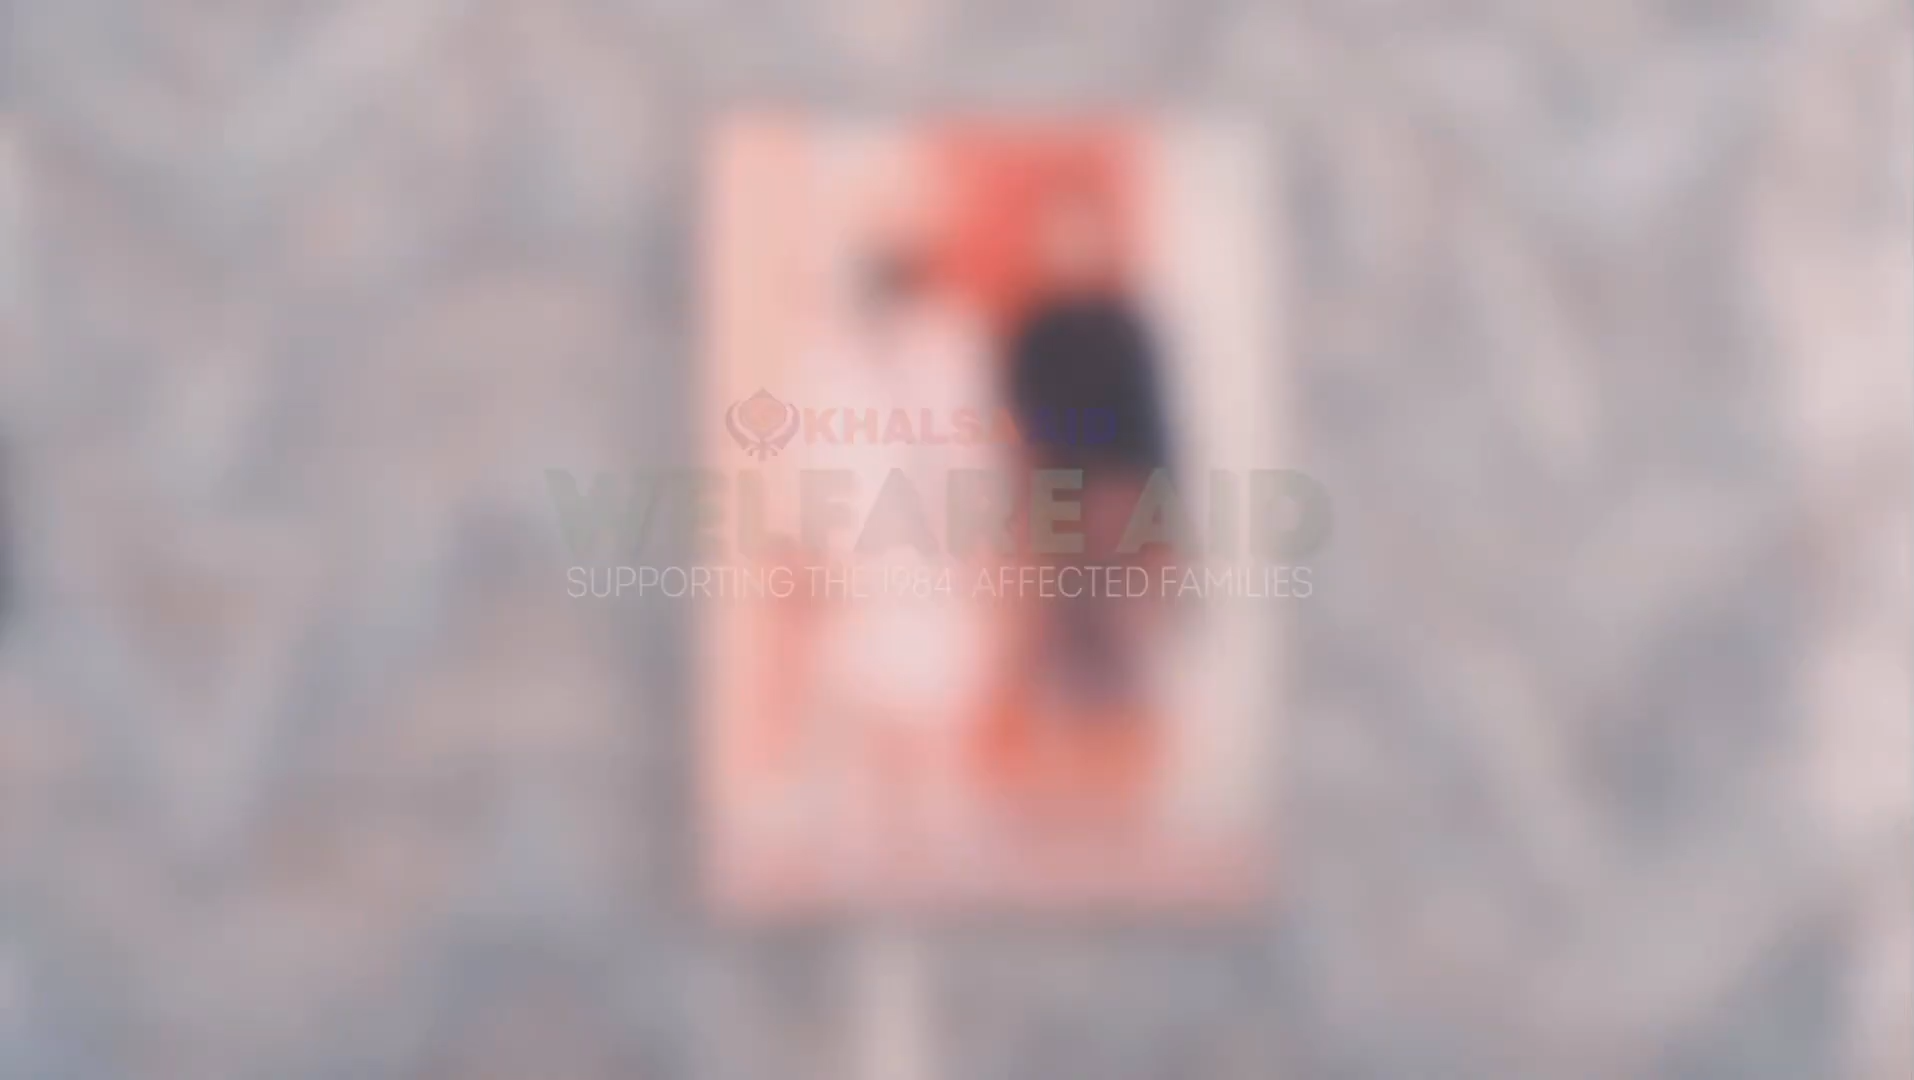 KHALSA AID
WELFARE AID
SUPPORTING THE 1984 AFFECTED FAMILIES